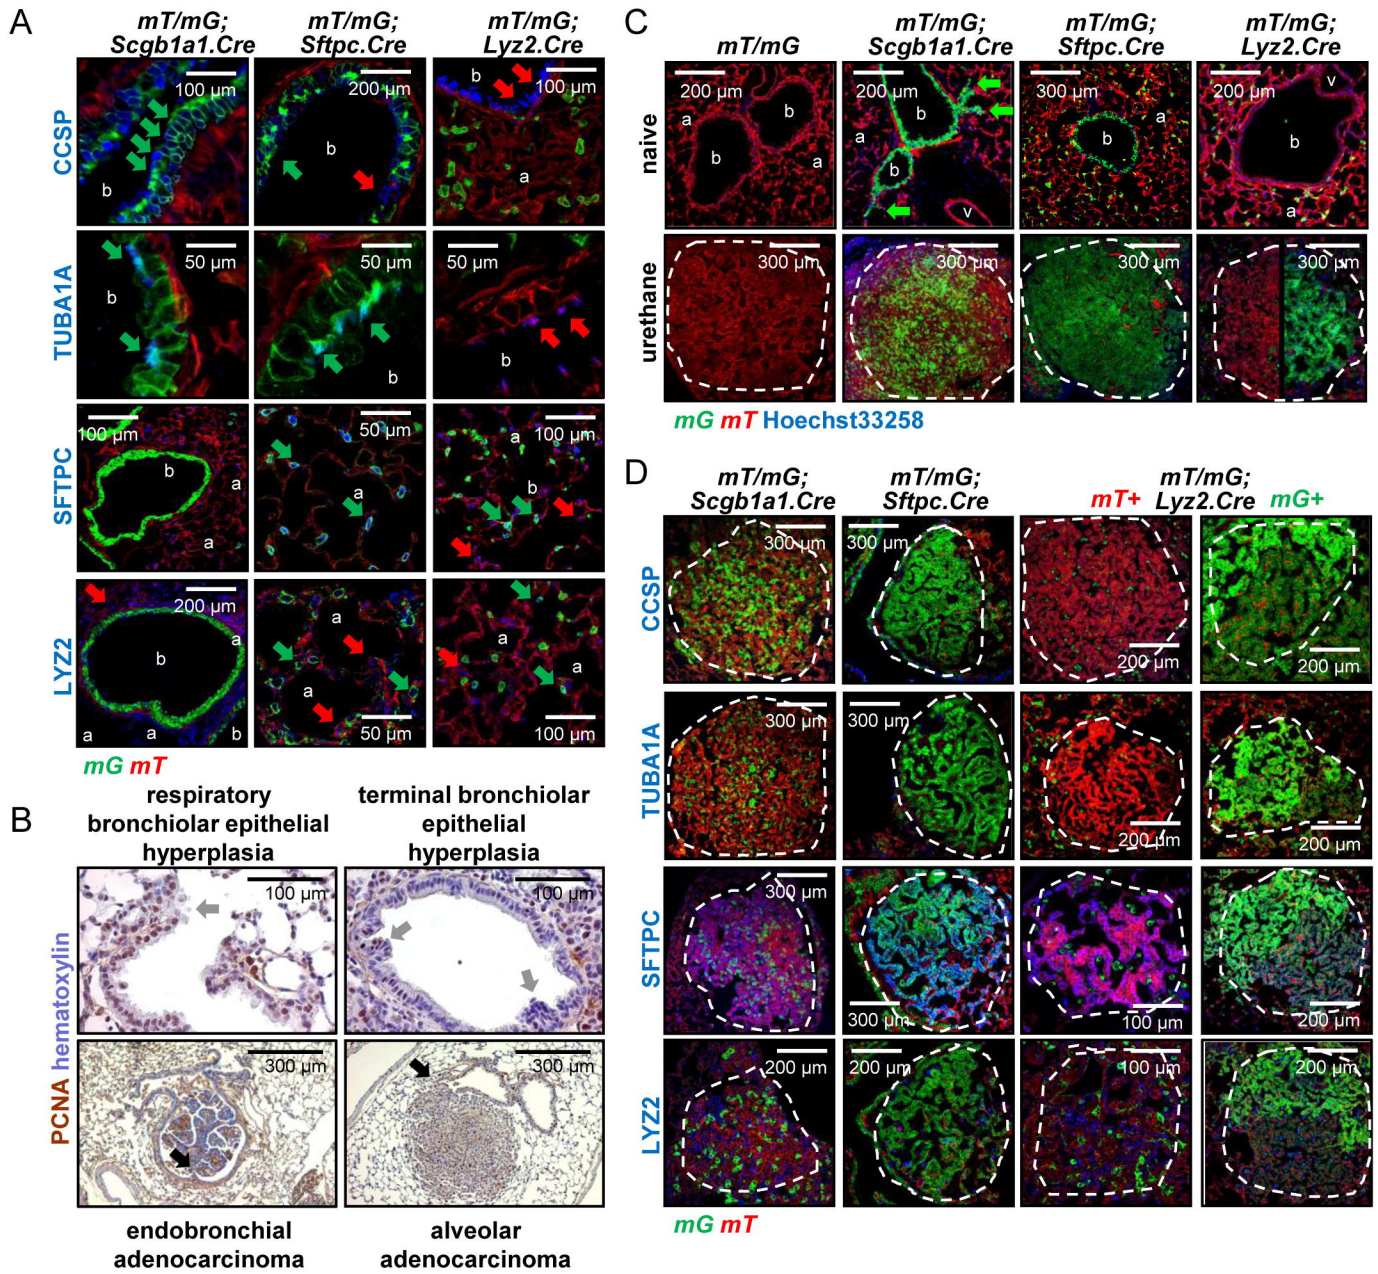 A
mT/mG;
Scgb1a1.Cre
mT/mG;
Sftpc.Cre
mT/mG;
Lyz2.Cre
CCSP
100 µm
b
200 µm
b
b
100 µm
a
TUBA1A
50 µm
b
50 µm
b
50 µm
b
SFTPC
100 µm
b
a
a
50 µm
a
100 µm
a
b
a
LYZ2
200 µm
a
b
a
a
b
a
a
50 µm
a
a
100 µm
mG mT
B
respiratory
bronchiolar epithelial
hyperplasia
terminal bronchiolar
epithelial
hyperplasia
PCNA hematoxylin
100 µm
100 µm
300 µm
300 µm
endobronchial
adenocarcinoma
alveolar
adenocarcinoma
C
mT/mG
mT/mG;
Scgb1a1.Cre
mT/mG;
Sftpc.Cre
mT/mG;
Lyz2.Cre
naive
200 µm
a
b
b
a
200 µm
a
b
b
v
300 µm
a
b
200 µm
v
a
b
a
urethane
300 µm
300 µm
300 µm
300 µm
mG mT Hoechst33258
D
mT/mG;
Scgb1a1.Cre
mT/mG;
Sftpc.Cre
mT/mG;
mT+ Lyz2.Cre mG+
CCSP
300 µm
300 µm
200 µm
200 µm
TUBA1A
300 µm
300 µm
200 µm
200 µm
SFTPC
300 µm
300 µm
100 µm
200 µm
LYZ2
200 µm
200 µm
100 µm
200 µm
mG mT